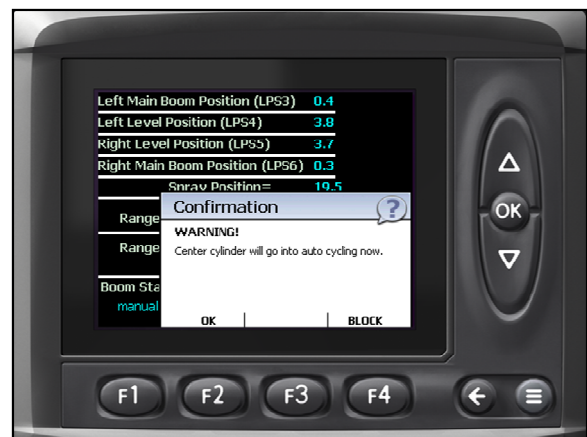 Left Main Boom Position (LPS3) 0.4
Left Level Position (LPS4) 3.8
Right Level Position (LPS5) 3.7
Right Main Boom Position (LPS6) 0.3
Spray Position= 19.5
Confirmation ?
Range
WARNING!
Range
Center cylinder will go into auto cycling now.
Boom Sta
manual
OK BLOCK
OK
F1 F2 F3 F4